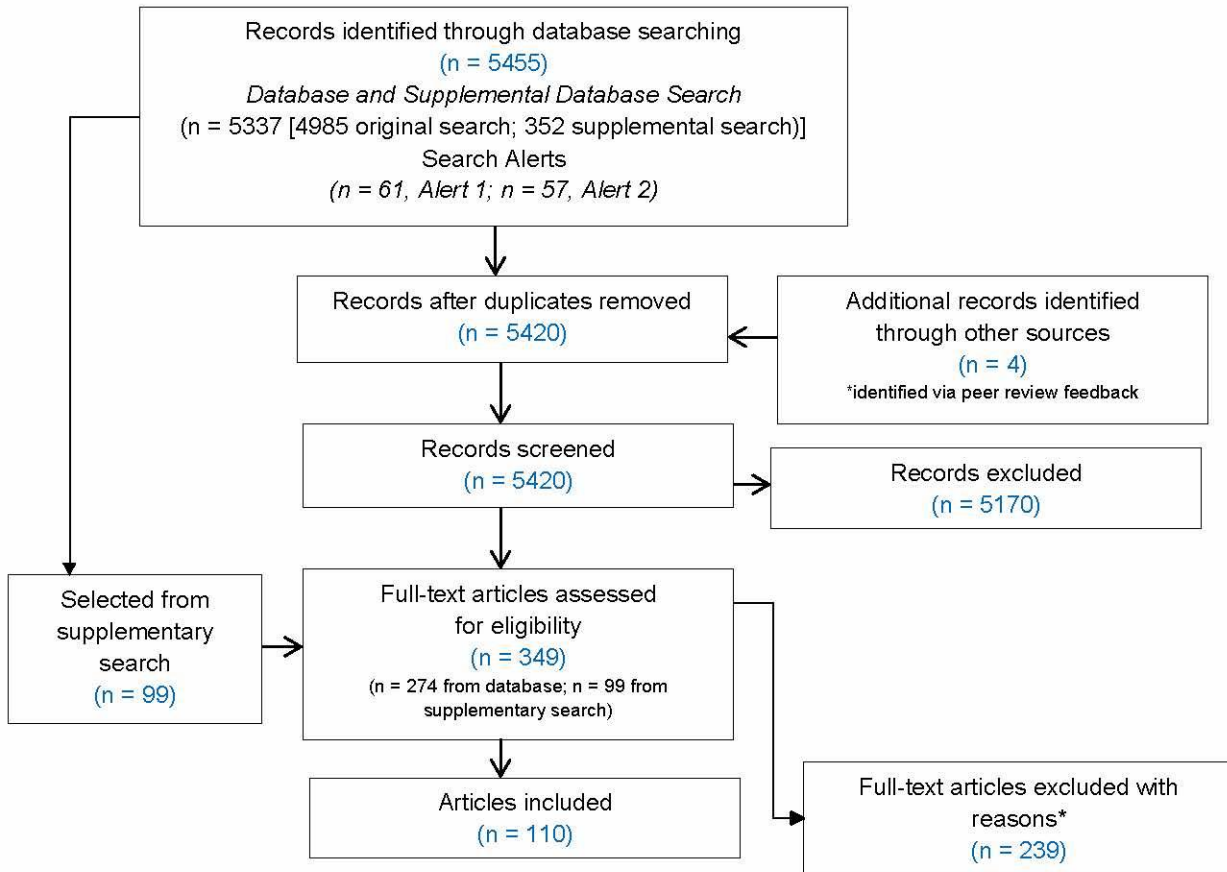 Records identified through database searching
(n = 5455)
Database and Supplemental Database Search
(n = 5337 [4985 original search; 352 supplemental search)]
Search Alerts
(n = 61, Alert 1; n = 57, Alert 2)
Records after duplicates removed
(n = 5420)
Additional records identified
through other sources
(n = 4)
*identified via peer review feedback
Records screened
(n = 5420)
Records excluded
(n = 5170)
Selected from
supplementary
search
(n = 99)
Full-text articles assessed
for eligibility
(n = 349)
(n = 274 from database; n = 99 from
supplementary search)
Articles included
(n = 110)
Full-text articles excluded with
reasons*
(n = 239)